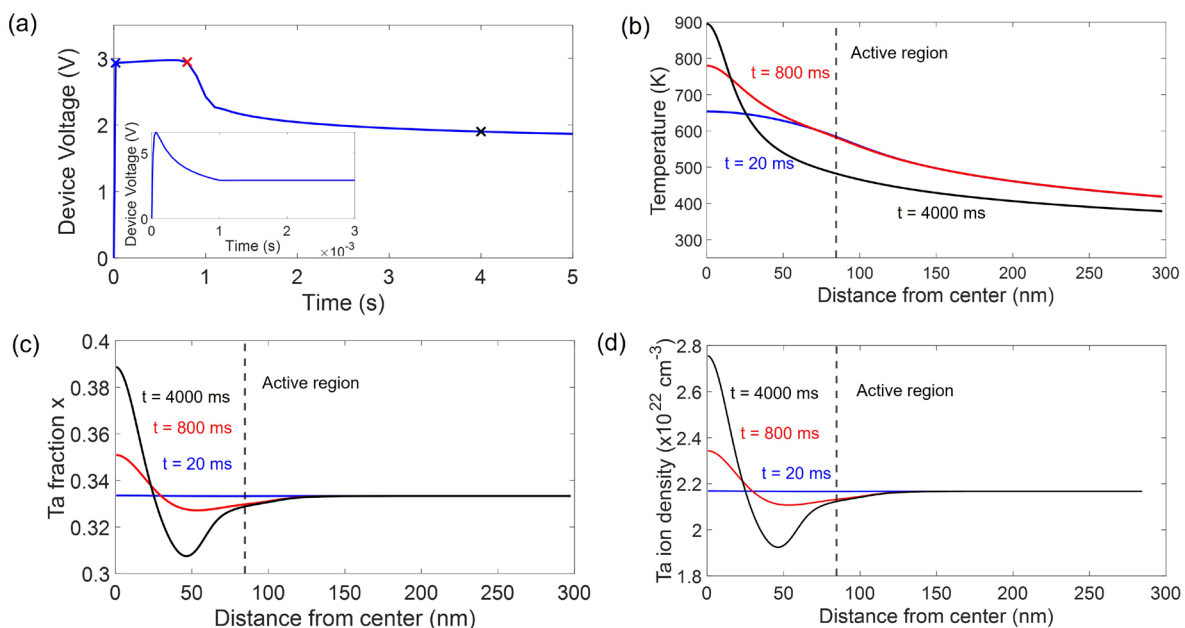 (a)
Device Voltage (V)
3
2
1
0
0 1 2 3 4 5
Time (s)
Device Voltage (V)
5
0
0 1 2 3
Time (s)
×10⁻³
(b)
Temperature (K)
900
800
700
600
500
400
300
Active region
t = 800 ms
t = 20 ms
t = 4000 ms
0 50 100 150 200 250 300
Distance from center (nm)
(c)
Ta fraction x
0.4
0.38
0.36
0.34
0.32
0.3
Active region
t = 4000 ms
t = 800 ms
t = 20 ms
0 50 100 150 200 250 300
Distance from center (nm)
(d)
Ta ion density (x10²² cm⁻³)
2.8
2.6
2.4
2.2
2
1.8
Active region
t = 4000 ms
t = 800 ms
t = 20 ms
0 50 100 150 200 250 300
Distance from center (nm)